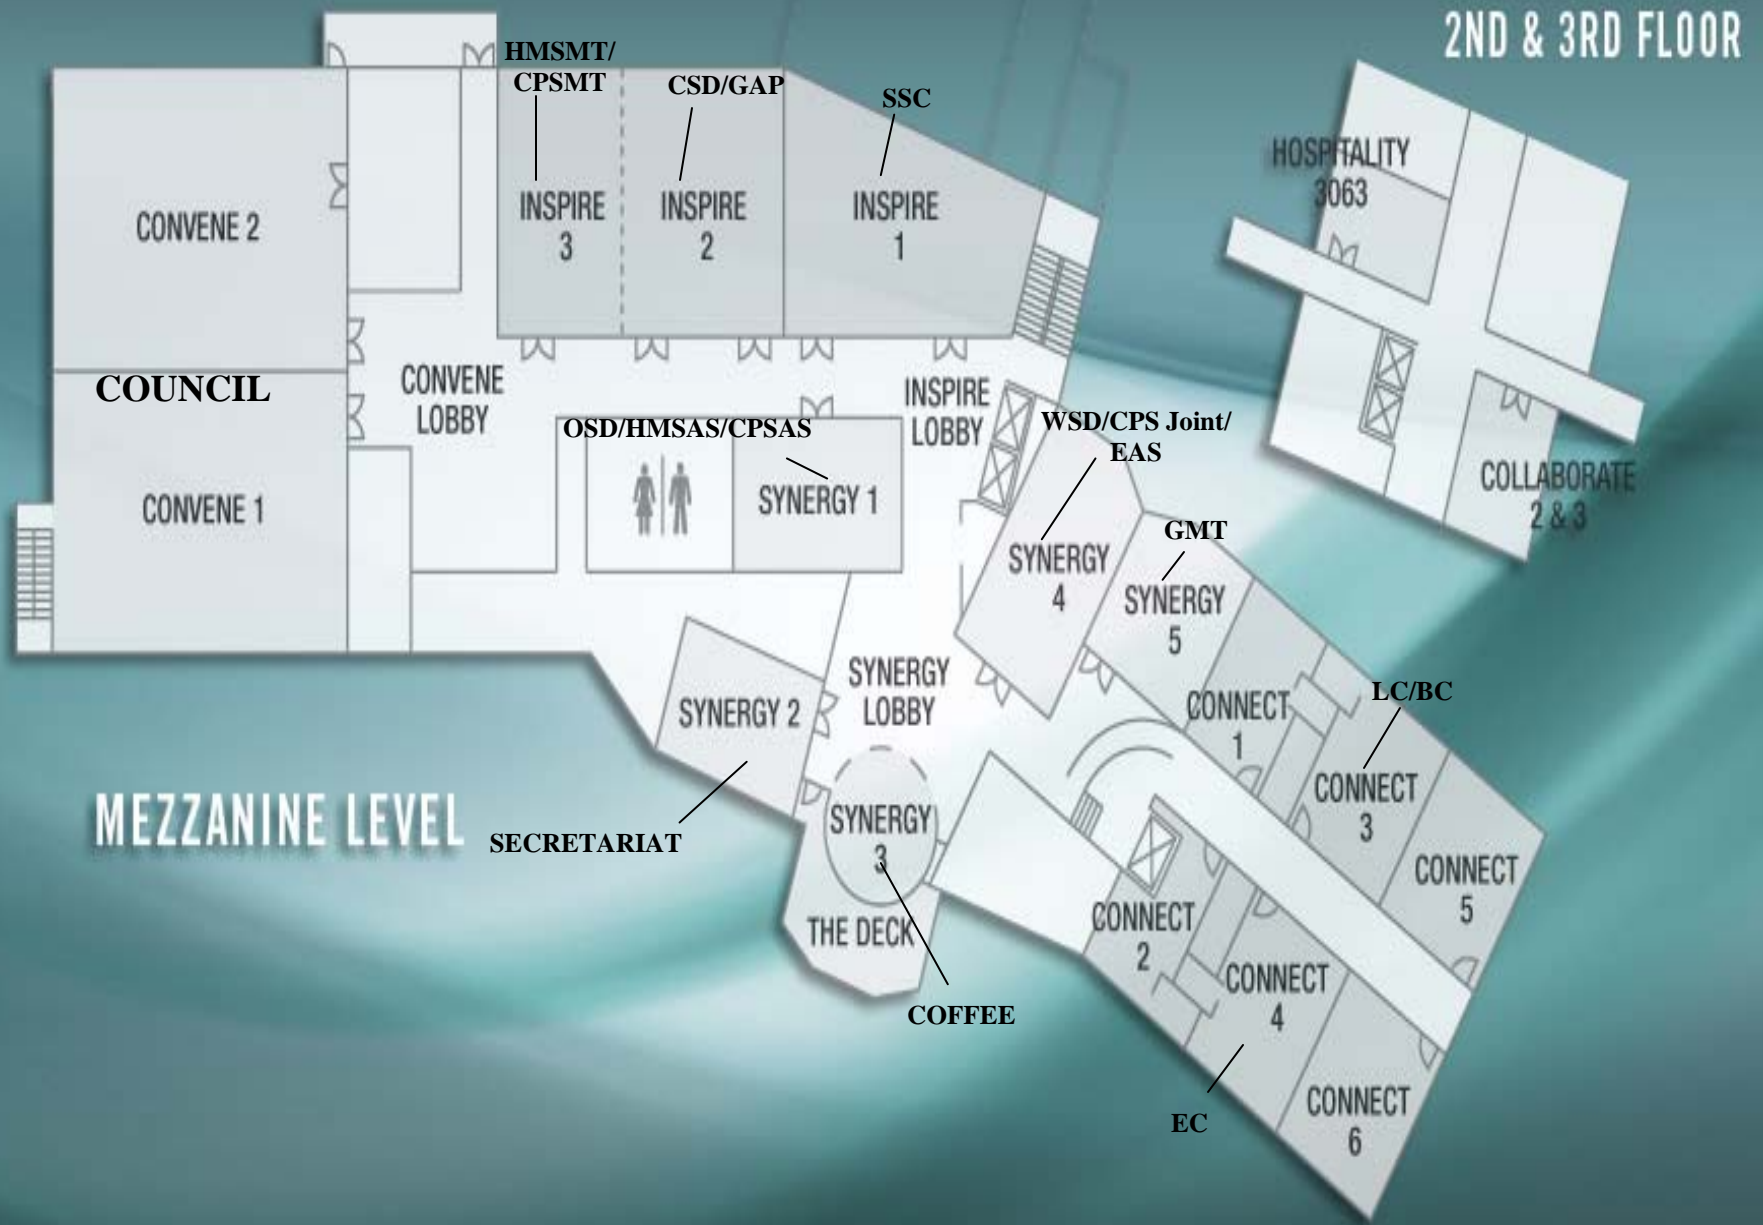 2ND & 3RD FLOOR
HMSMT/
CPSMT
CSD/GAP
SSC
HOSPITALITY
3063
CONVENE 2
INSPIRE
3
INSPIRE
2
INSPIRE
1
COUNCIL
CONVENE
LOBBY
INSPIRE
LOBBY
OSD/HMSAS/CPSAS
WSD/CPS Joint/
EAS
COLLABORATE
2 & 3
CONVENE 1
SYNERGY 1
GMT
SYNERGY
4
SYNERGY
5
SYNERGY
LOBBY
SYNERGY 2
CONNECT
1
LC/BC
CONNECT
3
MEZZANINE LEVEL
SECRETARIAT
SYNERGY
3
CONNECT
5
THE DECK
CONNECT
2
CONNECT
4
COFFEE
EC
CONNECT
6